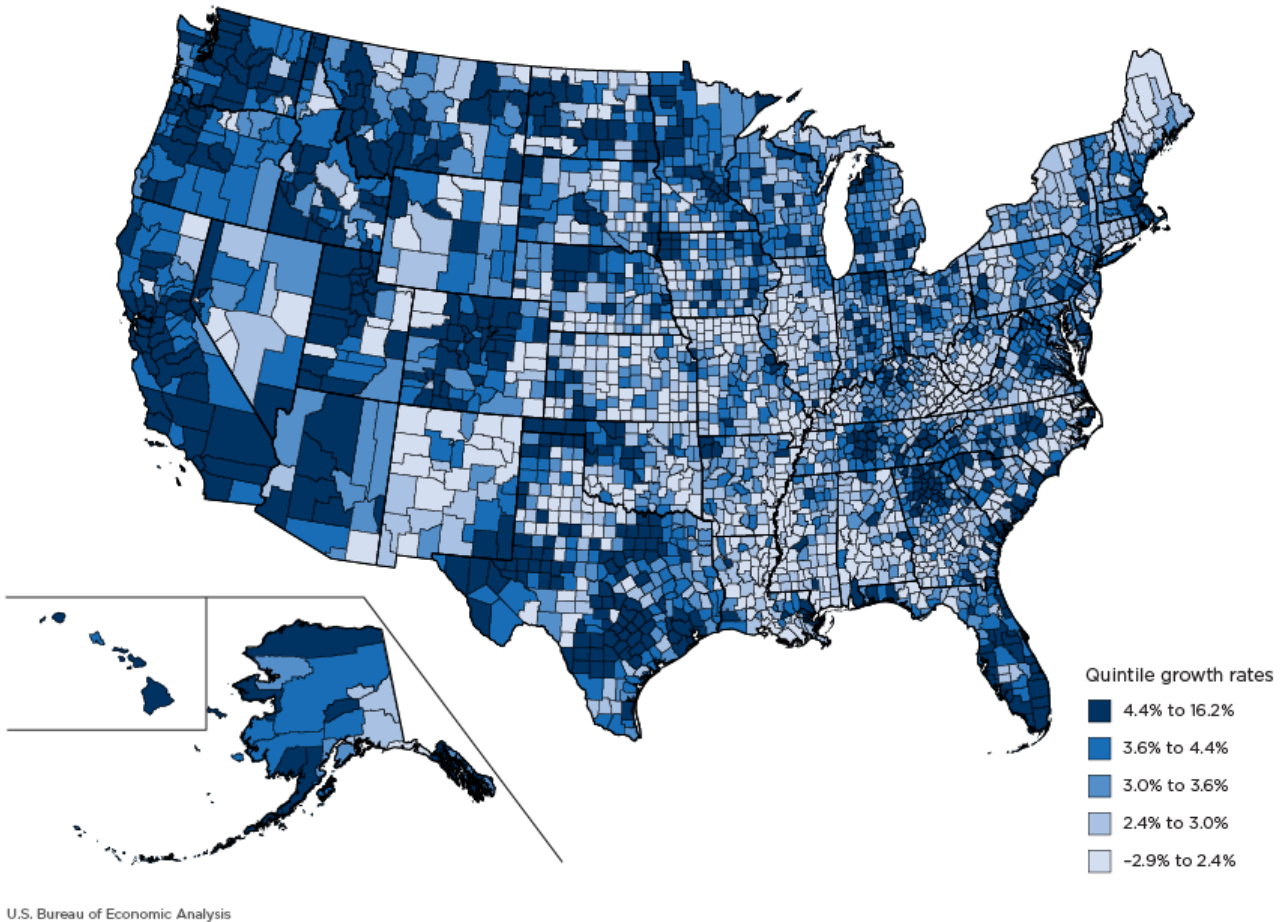 Quintile growth rates
4.4% to 16.2%
3.6% to 4.4%
3.0% to 3.6%
2.4% to 3.0%
–2.9% to 2.4%
U.S. Bureau of Economic Analysis